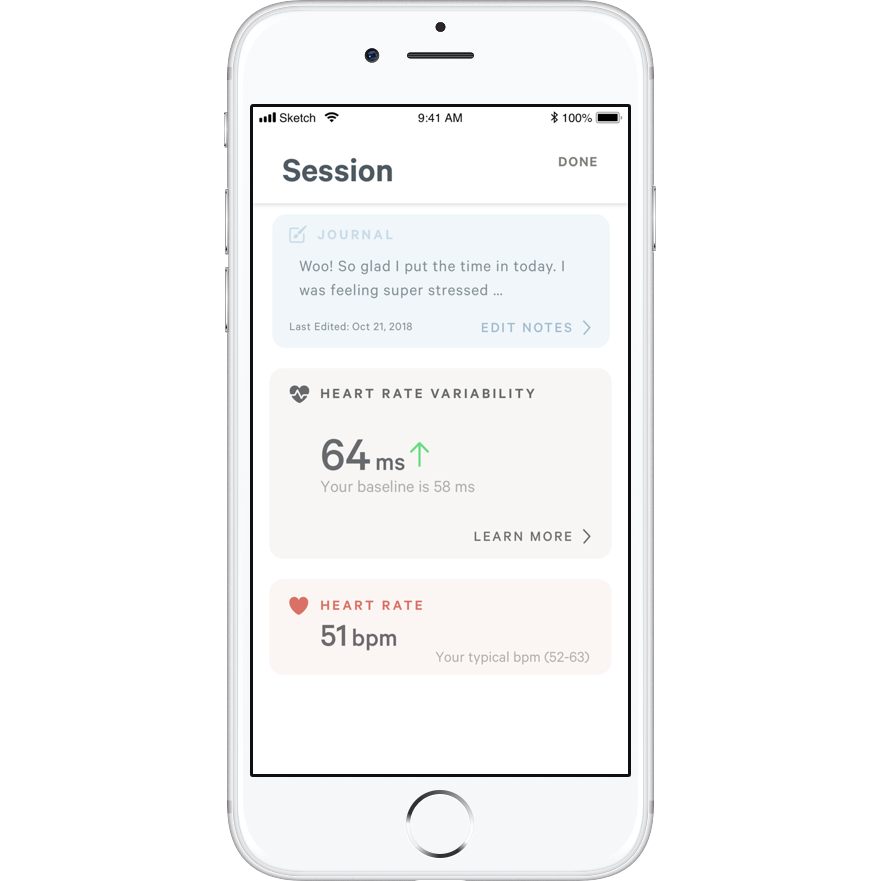 Sketch 9:41 AM 100%
Session
DONE
JOURNAL
Woo! So glad I put the time in today. I
was feeling super stressed ...
Last Edited: Oct 21, 2018
EDIT NOTES
HEART RATE VARIABILITY
64 ms
Your baseline is 58 ms
LEARN MORE
HEART RATE
51 bpm
Your typical bpm (52-63)